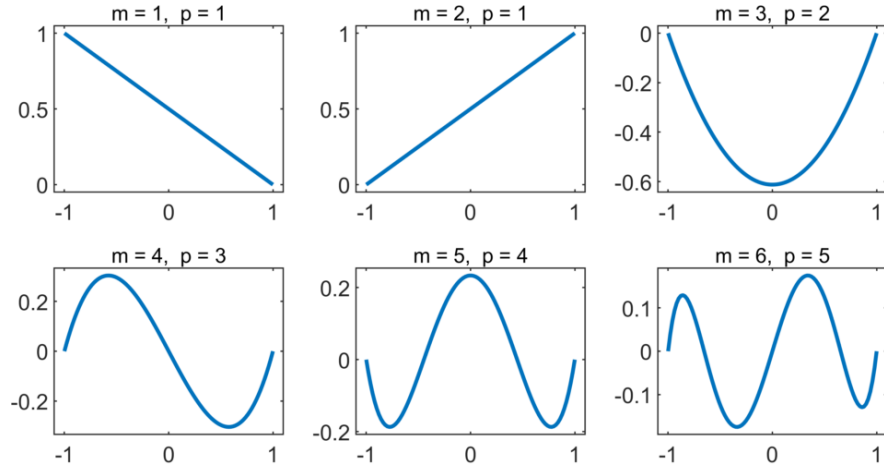 m = 1, p = 1
1
0.5
0
-1 0 1
m = 2, p = 1
1
0.5
0
-1 0 1
m = 3, p = 2
0
-0.2
-0.4
-0.6
-1 0 1
m = 4, p = 3
0.2
0
-0.2
-1 0 1
m = 5, p = 4
0.2
0
-0.2
-1 0 1
m = 6, p = 5
0.1
0
-0.1
-1 0 1